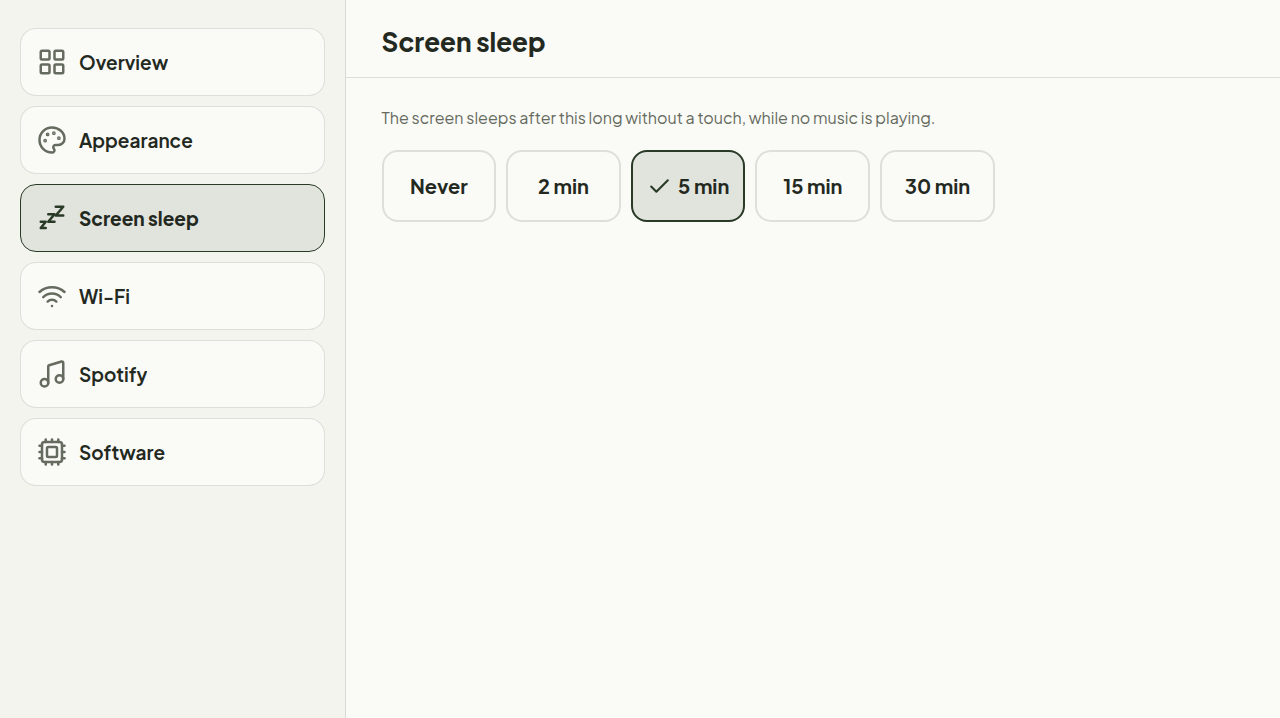 Overview
Appearance
Screen sleep
Wi-Fi
Spotify
Software
Screen sleep
The screen sleeps after this long without a touch, while no music is playing.
Never
2 min
5 min
15 min
30 min